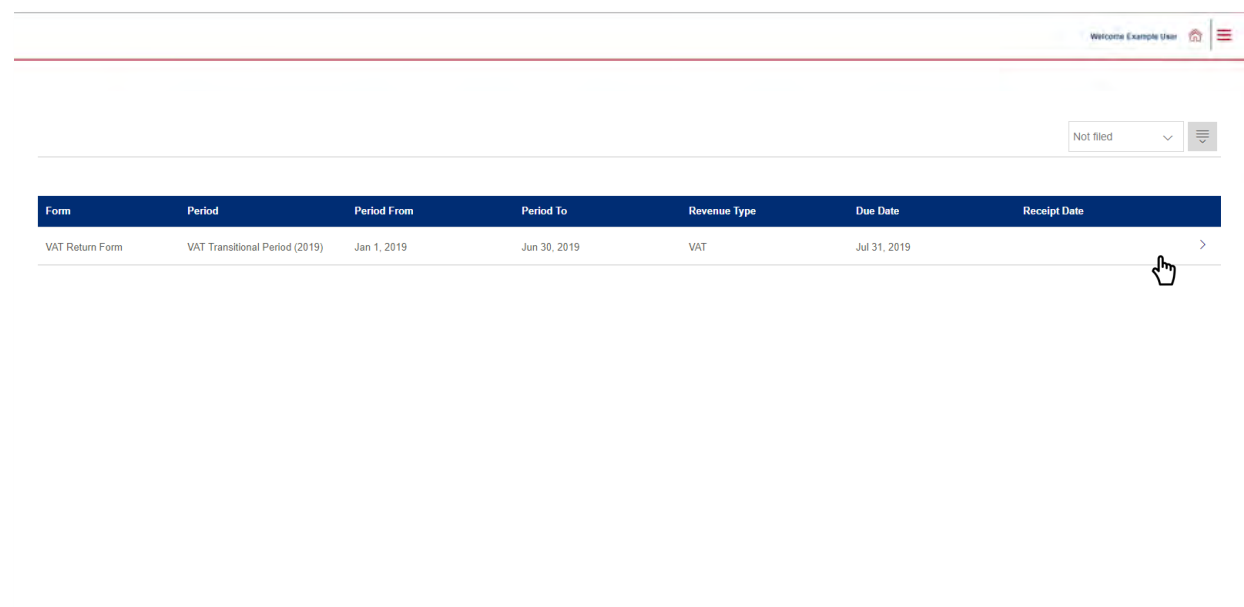 Welcome Example User
Not filed
Form Period Period From Period To Revenue Type Due Date Receipt Date
VAT Return Form VAT Transitional Period (2019) Jan 1, 2019 Jun 30, 2019 VAT Jul 31, 2019